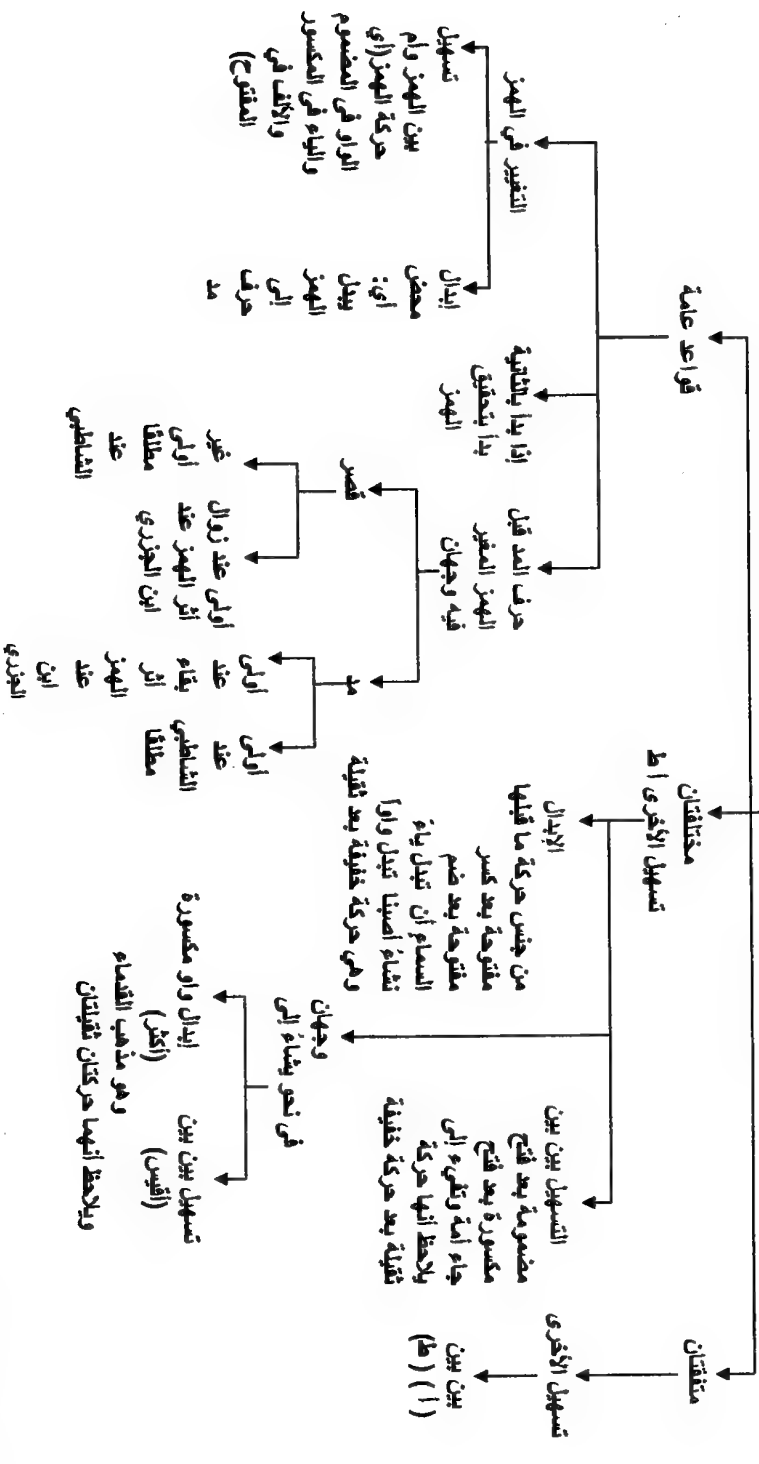 قواعد عامة
التغيير في الهمز
تسهيل
بين الهمز وأم
حركة الهمز(أي
الواو في المضموم
والياء في المكسور
والألف في
المفتوح)
إبدال
محض
أي:
يبدل
الهمز
إلى
حرف
مد
إذا بدأ بالثانية
بدأ بتحقيق
الهمز
حرف المد قبل
الهمز المغير
فيه وجهان
قصر
غير
أولى
مطلقا
عند
الشاطبي
أولى عند زوال
أثر الهمز عند
ابن الجزري
مد
أولى
عند
بقاء
أثر
الهمز
عند
ابن
الجزري
أولى
عند
الشاطبي
مطلقا
مختلفتان
تسهيل الأخرى أ ط
الإبدال
من جنس حركة ما قبلها
مفتوحة بعد كسر
مفتوحة بعد ضم
السماءِ أن تبدل ياءً
نشاءُ أصبنا تبدل واواً
وهي حركة خفيفة بعد ثقيلة
وجهان
في نحو يشاءُ إلى
إبدال واو مكسورة
(أكثر)
وهو مذهب القدماء
تسهيل بين بين
(أقيس)
ويلاحظ أنهما حركتان ثقيلتان
التسهيل بين بين
مضمومة بعد فتح
مكسورة بعد فتح
جاء أمة وتفيء إلى
يلاحظ أنها حركة
ثقيلة بعد حركة خفيفة
متفقتان
تسهيل الأخرى
بين بين
(أ) (ط)